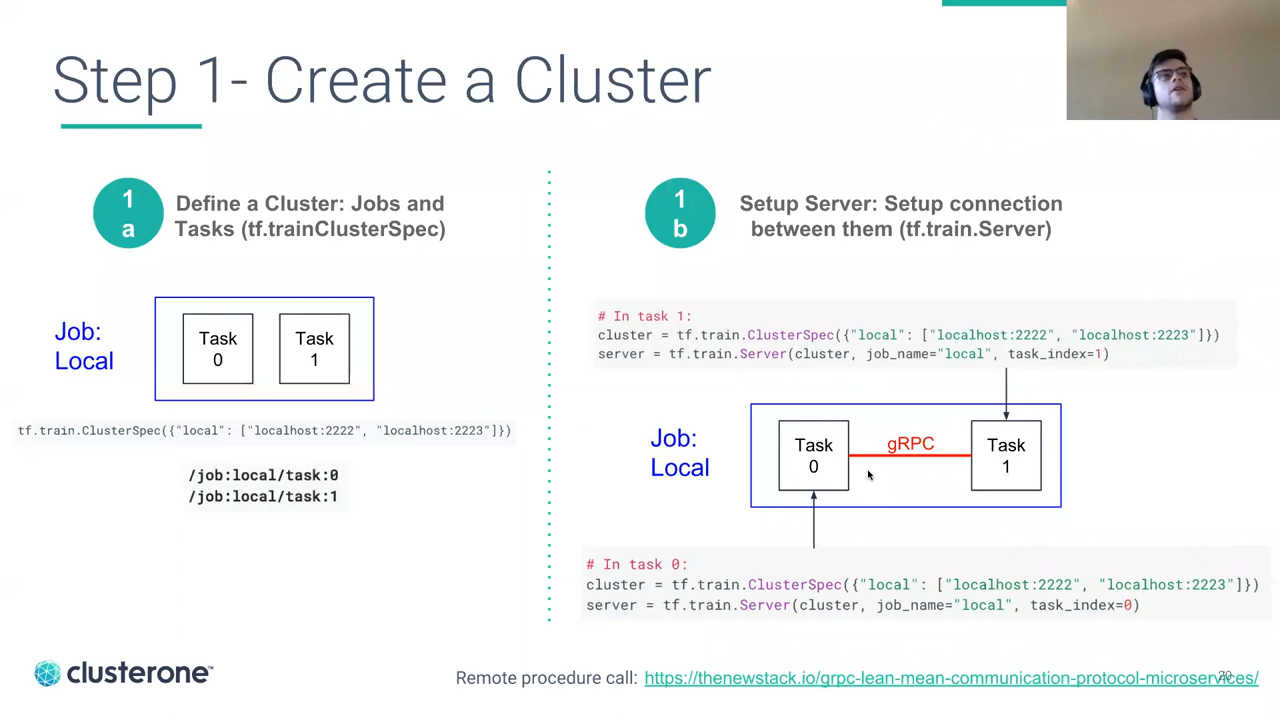 Step 1- Create a Cluster
1
a
Define a Cluster: Jobs and
Tasks (tf.trainClusterSpec)
Job:
Local
Task
0
Task
1
tf.train.ClusterSpec({"local": ["localhost:2222", "localhost:2223"]})
/job:local/task:0
/job:local/task:1
1
b
Setup Server: Setup connection
between them (tf.train.Server)
# In task 1:
cluster = tf.train.ClusterSpec({"local": ["localhost:2222", "localhost:2223"]})
server = tf.train.Server(cluster, job_name="local", task_index=1)
Job:
Local
Task
0
gRPC
Task
1
# In task 0:
cluster = tf.train.ClusterSpec({"local": ["localhost:2222", "localhost:2223"]})
server = tf.train.Server(cluster, job_name="local", task_index=0)
clusterone™
Remote procedure call: https://thenewstack.io/grpc-lean-mean-communication-protocol-microservices/
20